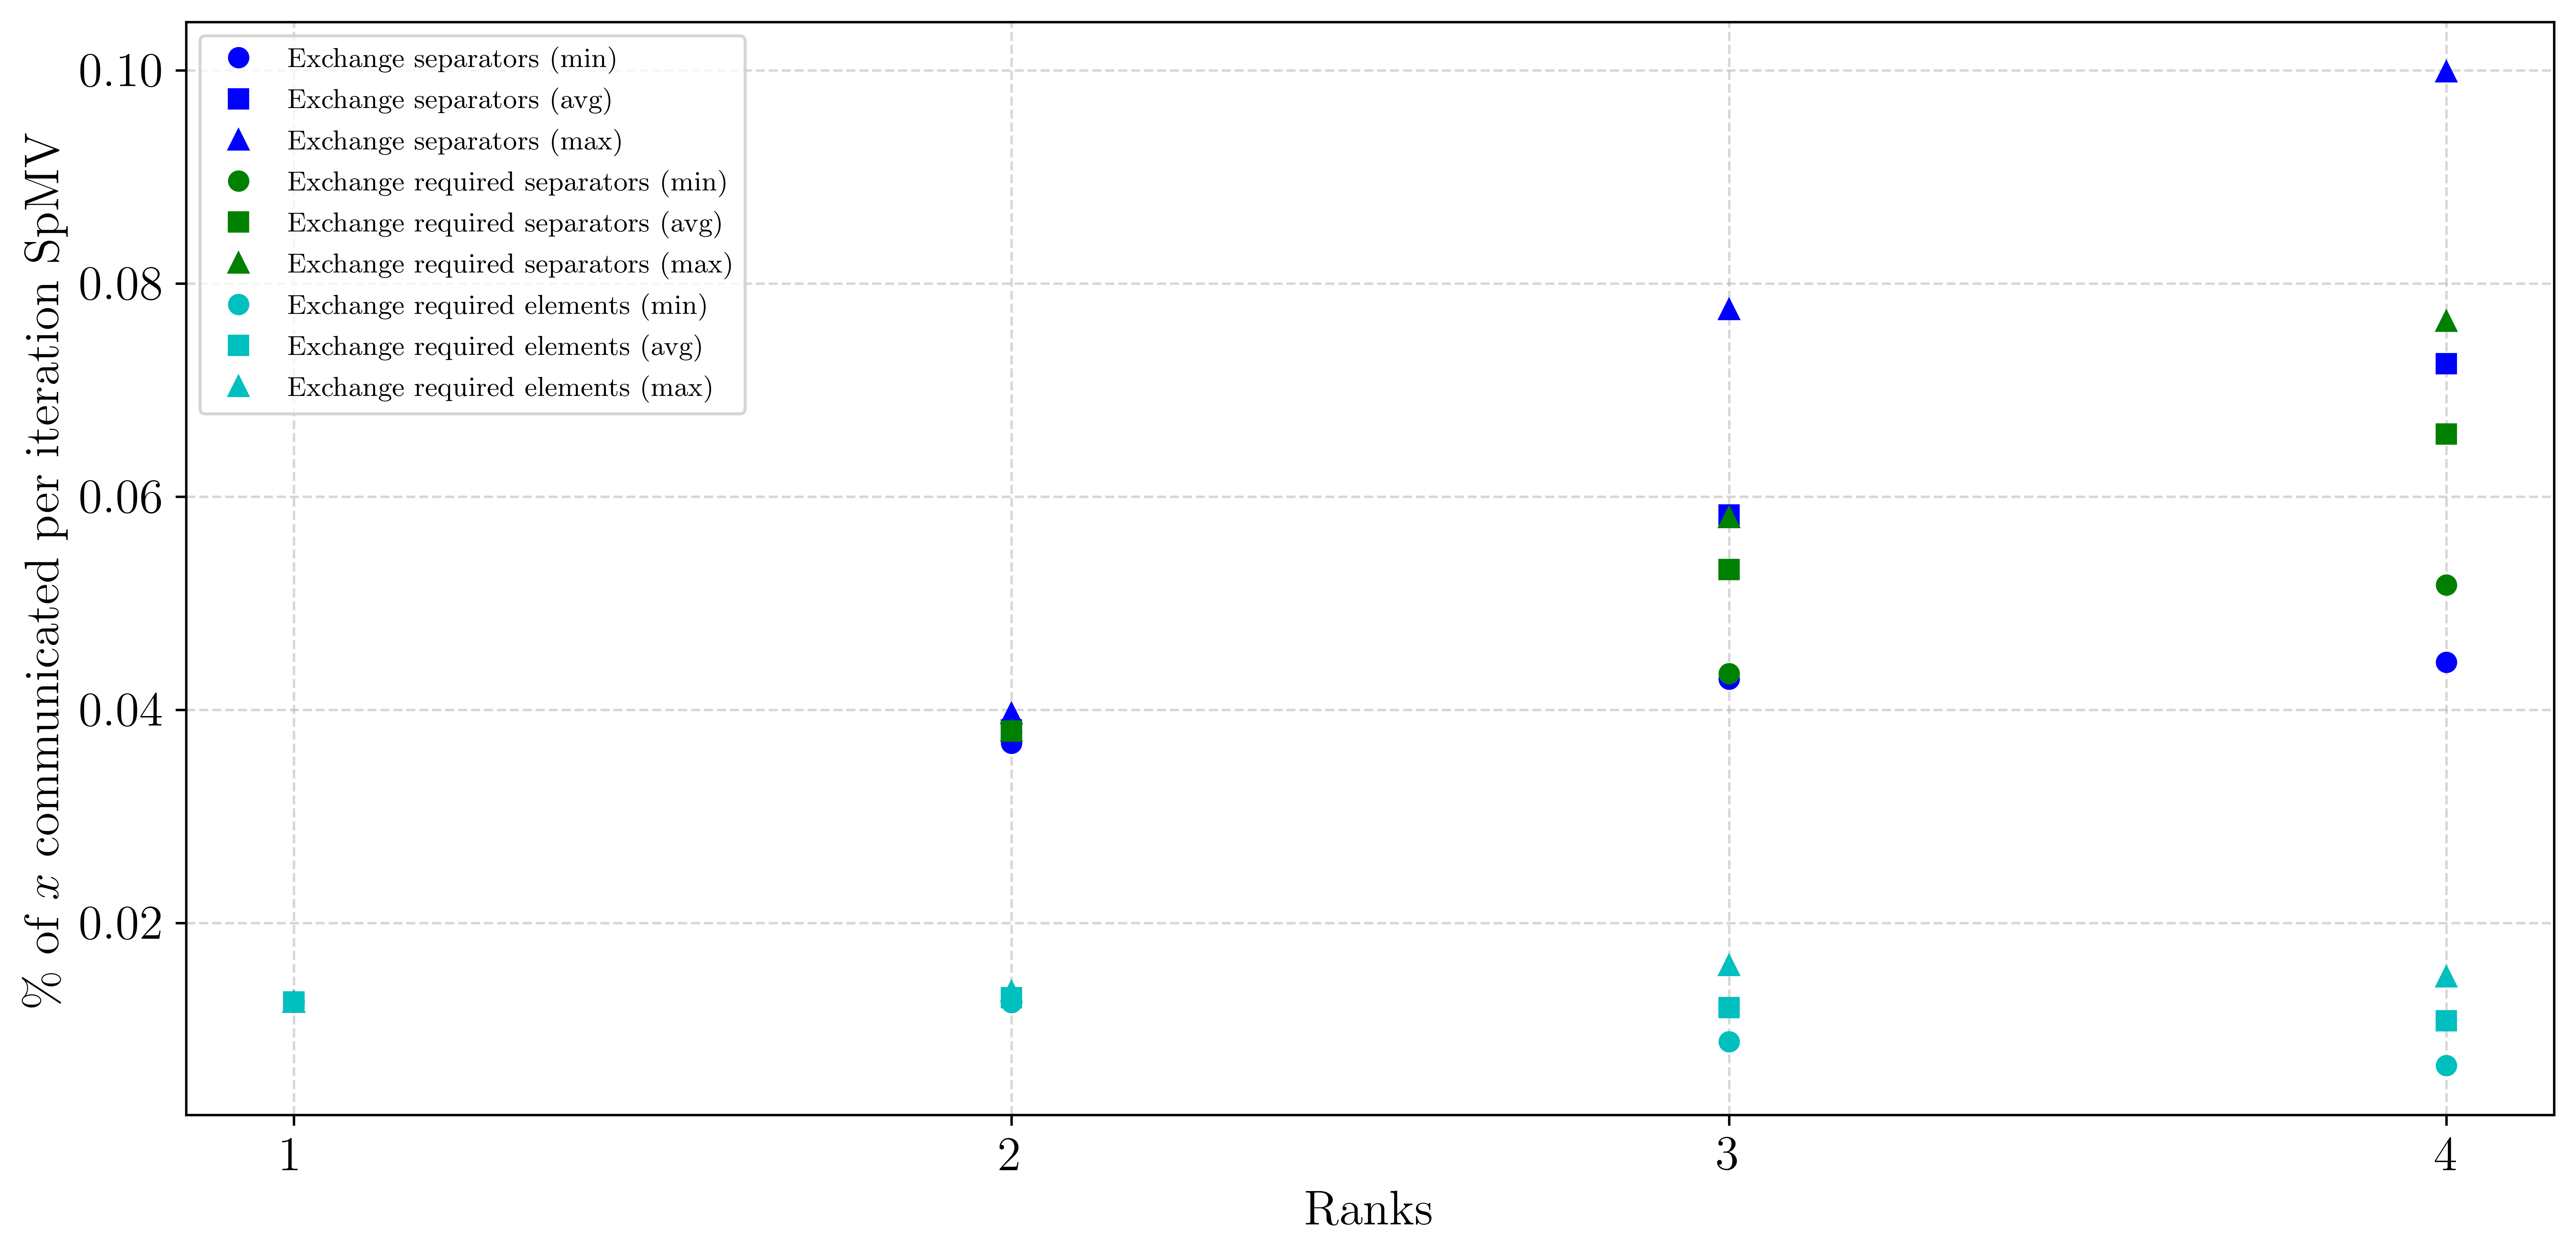 % of x communicated per iteration SpMV
0.10
0.08
0.06
0.04
0.02
Exchange separators (min)
Exchange separators (avg)
Exchange separators (max)
Exchange required separators (min)
Exchange required separators (avg)
Exchange required separators (max)
Exchange required elements (min)
Exchange required elements (avg)
Exchange required elements (max)
1 2 3 4
Ranks